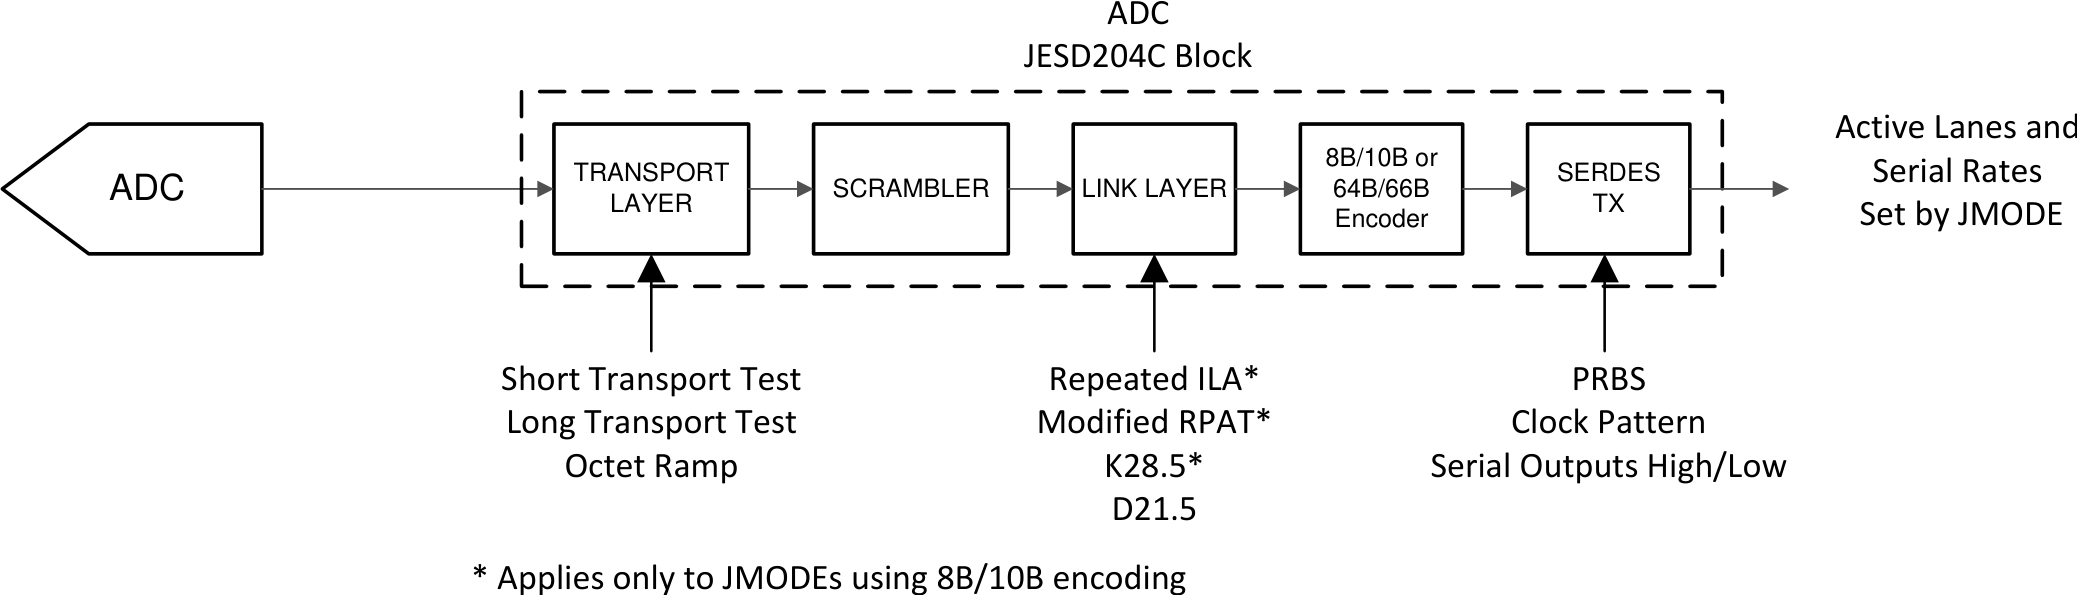 ADC
JESD204C Block
ADC
TRANSPORT
LAYER
SCRAMBLER
LINK LAYER
8B/10B or
64B/66B
Encoder
SERDES
TX
Active Lanes and
Serial Rates
Set by JMODE
Short Transport Test
Long Transport Test
Octet Ramp
Repeated ILA*
Modified RPAT*
K28.5*
D21.5
PRBS
Clock Pattern
Serial Outputs High/Low
* Applies only to JMODEs using 8B/10B encoding